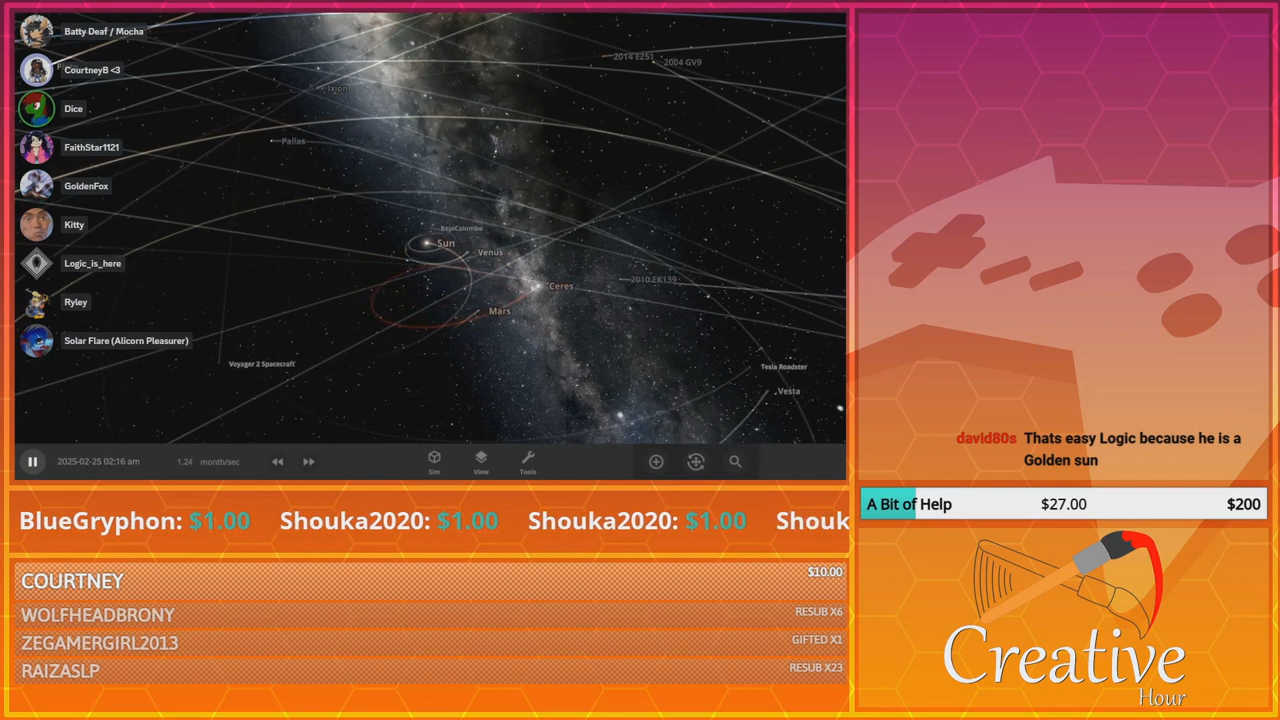 Batty Deaf / Mocha
CourtneyB <3
Dice
FaithStar1121
GoldenFox
Kitty
Logic_is_here
Ryley
Solar Flare (Alicorn Pleasurer)
2014 EZ51
2004 GV9
Ixion
Pallas
BepiColombo
Sun
Venus
2010 EK139
Ceres
Mars
Voyager 2 Spacecraft
Tesla Roadster
Vesta
2025-02-25 02:16 am
1.24 month/sec
Sim
View
Tools
david80s Thats easy Logic because he is a
Golden sun
A Bit of Help $27.00 $200
BlueGryphon: $1.00 Shouka2020: $1.00 Shouka2020: $1.00 Shouk
COURTNEY $10.00
WOLFHEADBRONY RESUB X6
ZEGAMERGIRL2013 GIFTED X1
RAIZASLP RESUB X23
Creative
Hour